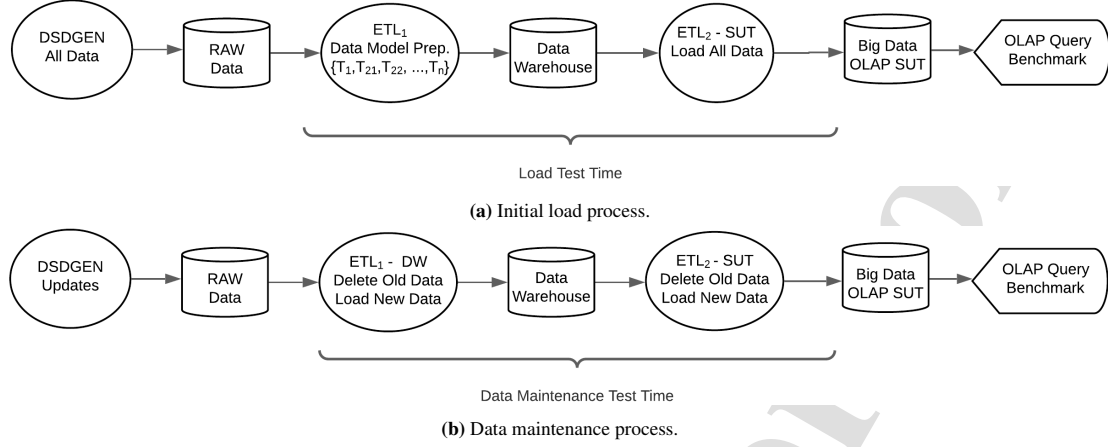 DSDGEN
All Data
RAW
Data
ETL₁
Data Model Prep.
{T₁,T₂₁,T₂₂, ...,Tₙ}
Data
Warehouse
ETL₂ - SUT
Load All Data
Big Data
OLAP SUT
OLAP Query
Benchmark
Load Test Time
(a) Initial load process.
DSDGEN
Updates
RAW
Data
ETL₁ - DW
Delete Old Data
Load New Data
Data
Warehouse
ETL₂ - SUT
Delete Old Data
Load New Data
Big Data
OLAP SUT
OLAP Query
Benchmark
Data Maintenance Test Time
(b) Data maintenance process.